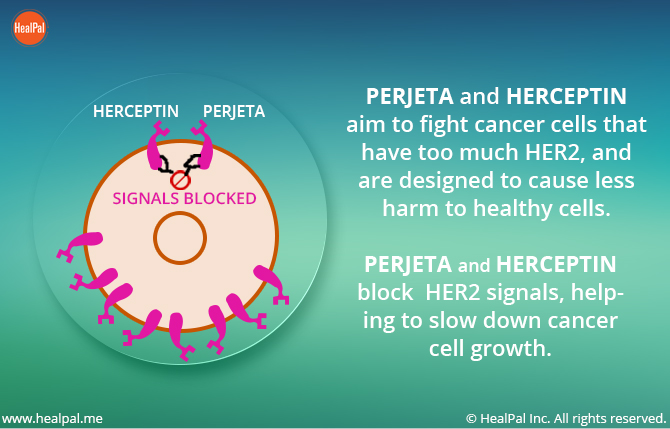 HealPal
HERCEPTIN PERJETA
SIGNALS BLOCKED
PERJETA and HERCEPTIN
aim to fight cancer cells that
have too much HER2, and
are designed to cause less
harm to healthy cells.
PERJETA and HERCEPTIN
block HER2 signals, help-
ing to slow down cancer
cell growth.
www.healpal.me
© HealPal Inc. All rights reserved.